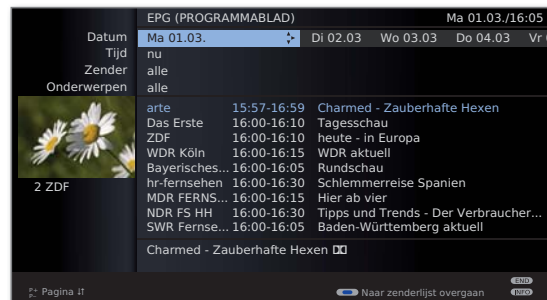 EPG (PROGRAMMABLAD) Ma 01.03./16:05
Datum Ma 01.03. Di 02.03 Wo 03.03 Do 04.03 Vr
Tijd nu
Zender alle
Onderwerpen alle
arte 15:57-16:59 Charmed - Zauberhafte Hexen
Das Erste 16:00-16:10 Tagesschau
ZDF 16:00-16:10 heute - in Europa
WDR Köln 16:00-16:15 WDR aktuell
Bayerisches... 16:00-16:05 Rundschau
hr-fernsehen 16:00-16:30 Schlemmerreise Spanien
MDR FERNS... 16:00-16:15 Hier ab vier
NDR FS HH 16:00-16:30 Tipps und Trends - Der Verbraucher...
SWR Fernse... 16:00-16:05 Baden-Württemberg aktuell
2 ZDF
Charmed - Zauberhafte Hexen
END
P+ P- Pagina Naar zenderlijst overgaan INFO